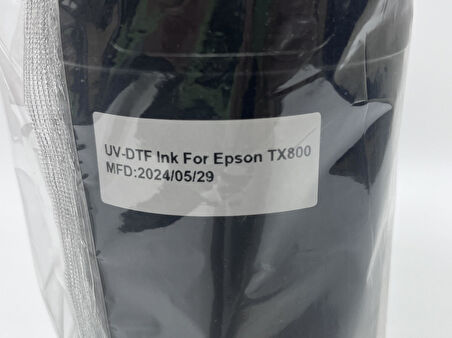 UV-DTF Ink For Epson TX800
MFD:2024/05/29